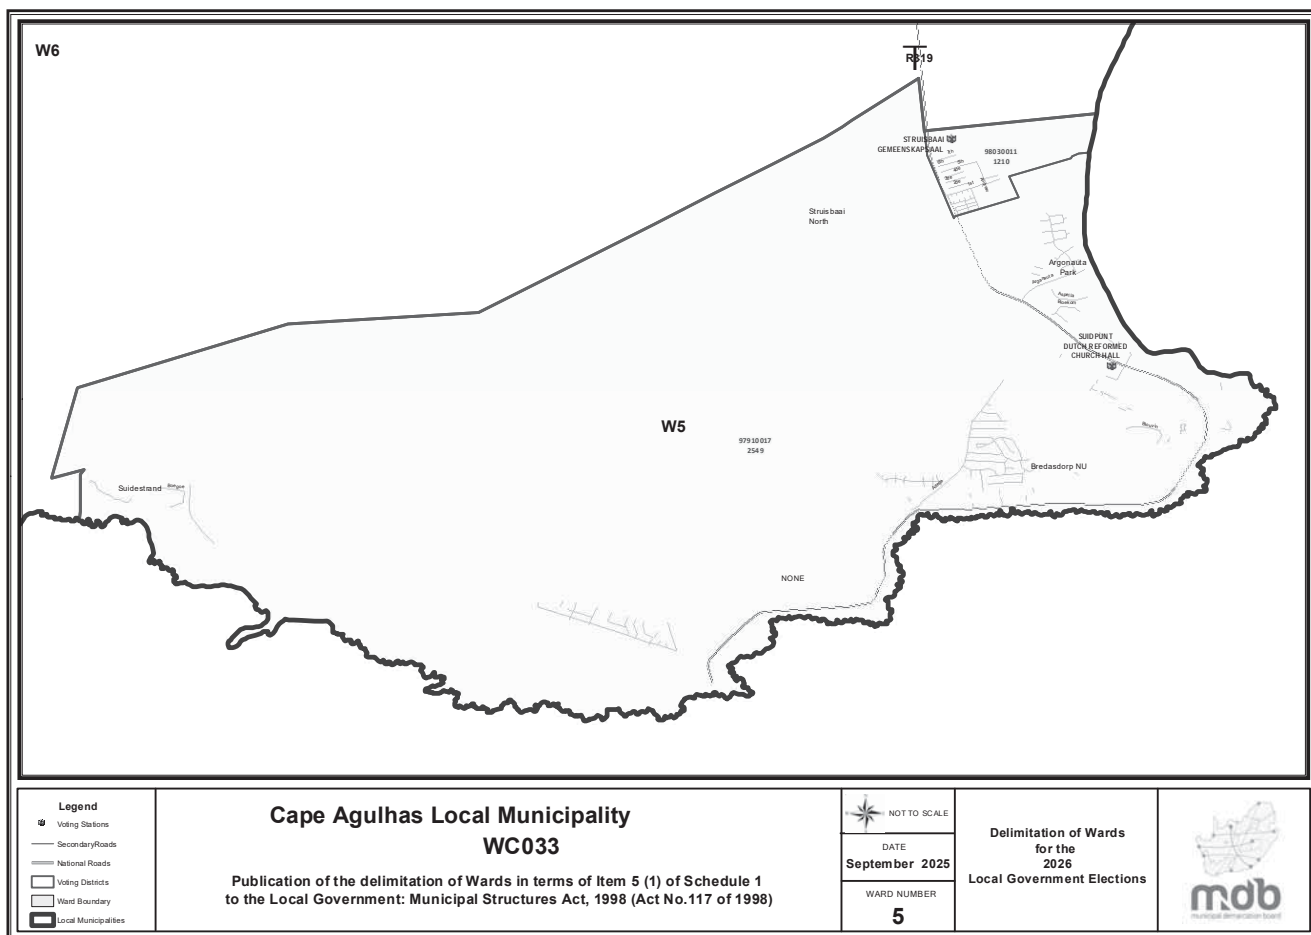 W6
R319
STRUISBAAI
GEMEENSKAPSAAL
98030011
1210
Struisbaai
North
Argonauta
Park
SUIDPUNT
DUTCH REFORMED
CHURCH HALL
W5
97910017
2549
Bredasdorp NU
Suidestrand
NONE
Legend
Voting Stations
SecondaryRoads
National Roads
Voting Districts
Ward Boundary
Local Municipalities
Cape Agulhas Local Municipality
WC033
Publication of the delimitation of Wards in terms of Item 5 (1) of Schedule 1
to the Local Government: Municipal Structures Act, 1998 (Act No.117 of 1998)
NOT TO SCALE
DATE
September 2025
WARD NUMBER
5
Delimitation of Wards
for the
2026
Local Government Elections
mdb
municipal demarcation board